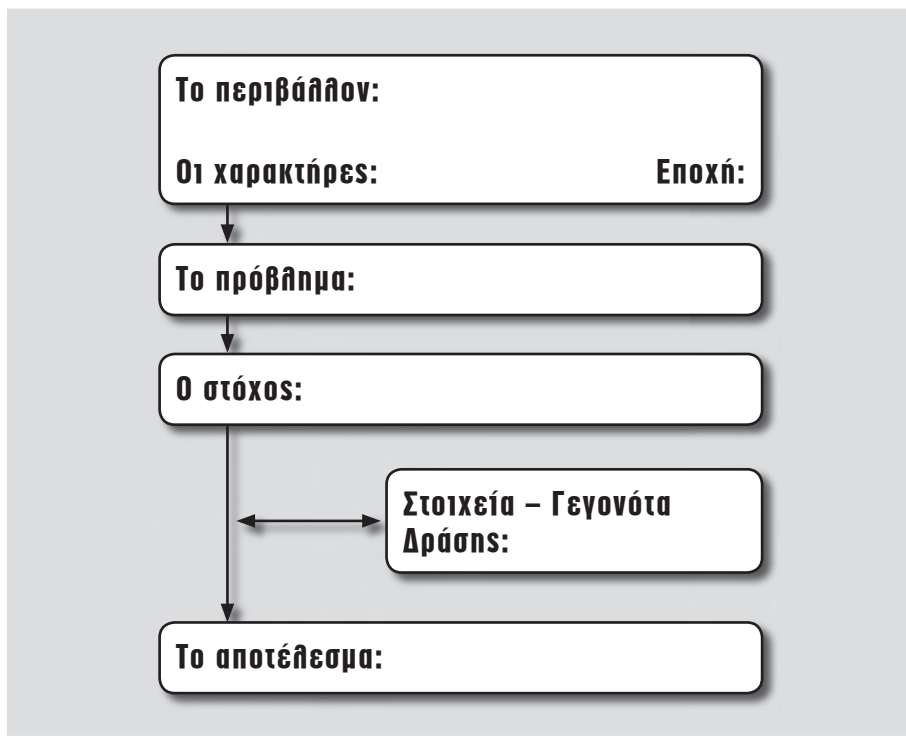 Το περιβάλλον:
Οι χαρακτήρες: Εποχή:
Το πρόβλημα:
Ο στόχος:
Στοιχεία – Γεγονότα
Δράσης:
Το αποτέλεσμα: